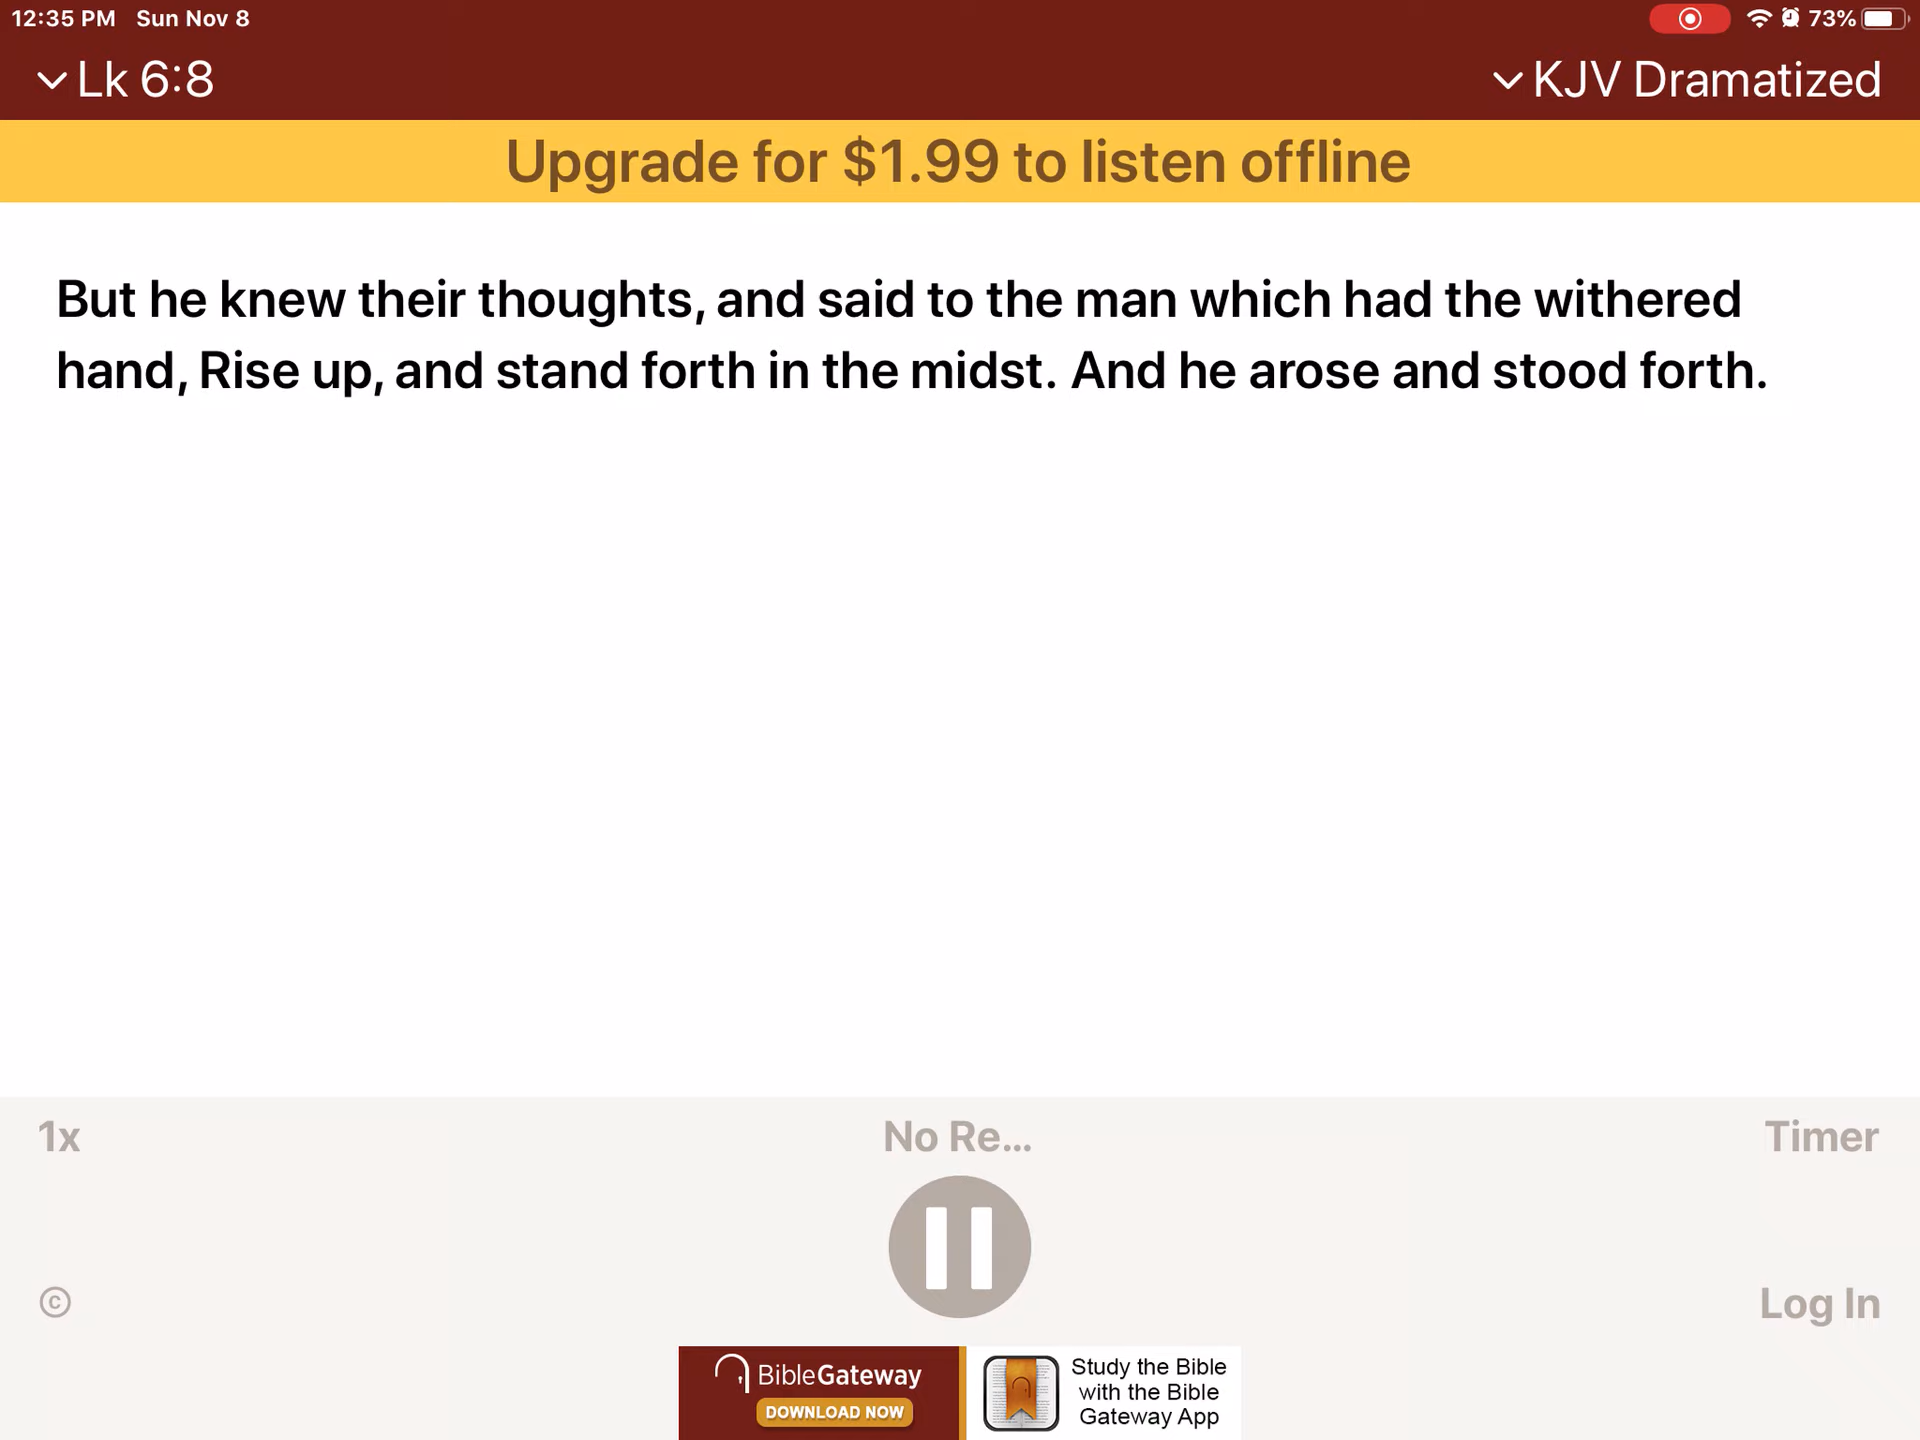 12:35 PM Sun Nov 8
73%
Lk 6:8
KJV Dramatized
Upgrade for $1.99 to listen offline
But he knew their thoughts, and said to the man which had the withered
hand, Rise up, and stand forth in the midst. And he arose and stood forth.
1x
No Re...
Timer
©
Log In
BibleGateway
DOWNLOAD NOW
Study the Bible
with the Bible
Gateway App